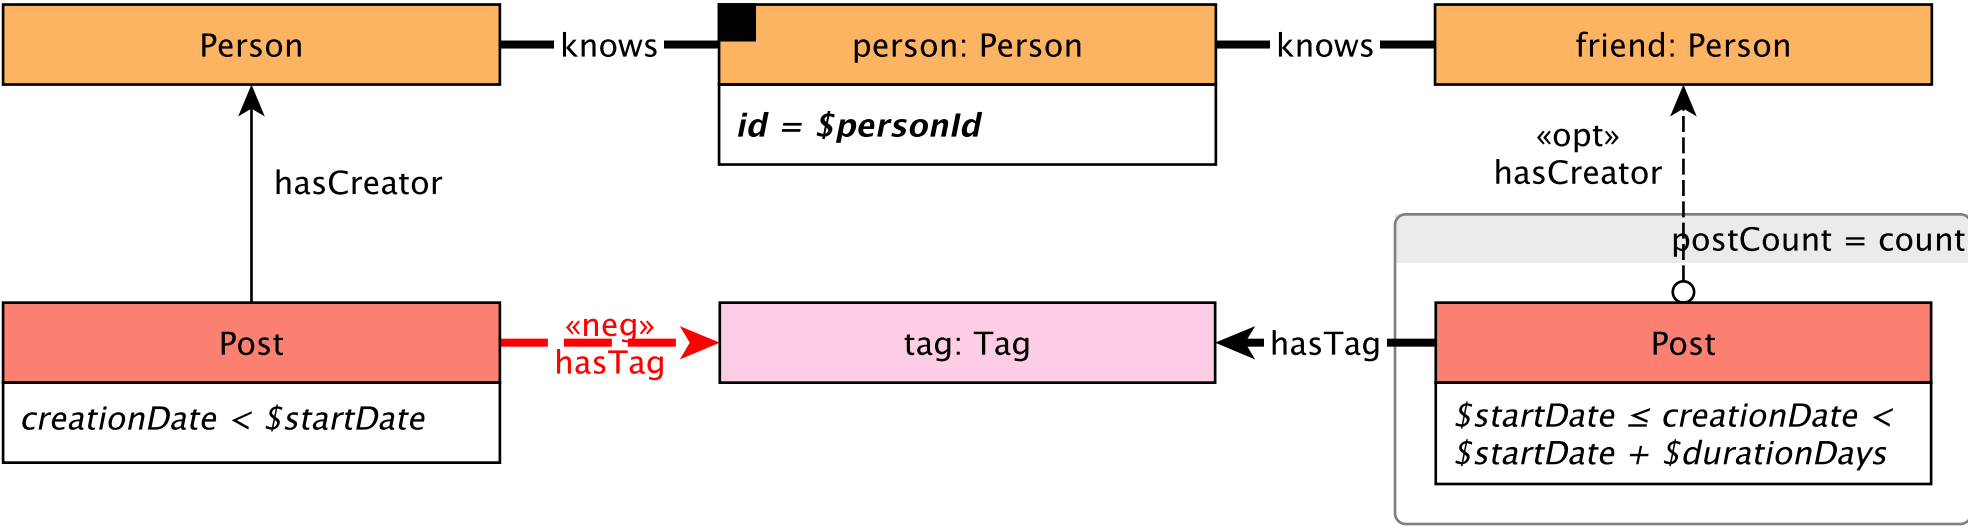 Person
knows
person: Person
knows
friend: Person
id = $personId
hasCreator
«opt»
hasCreator
postCount = count
Post
«neg»
hasTag
tag: Tag
hasTag
Post
creationDate < $startDate
$startDate ≤ creationDate <
$startDate + $durationDays